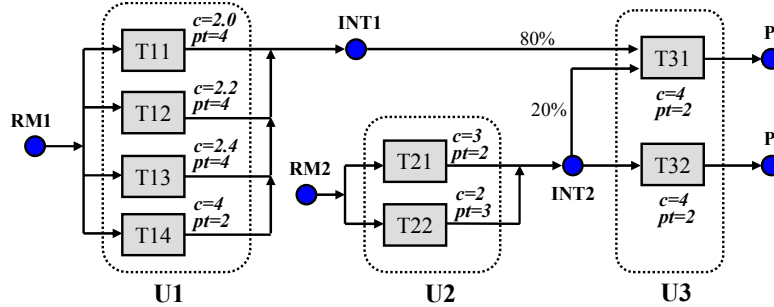 c=2.0
pt=4
T11
INT1
80%
T31
P
c=2.2
pt=4
T12
c=4
pt=2
RM1
20%
c=3
pt=2
T21
c=2.4
pt=4
T13
RM2
INT2
T32
P
c=4
pt=2
T14
c=2
pt=3
T22
c=4
pt=2
U1
U2
U3